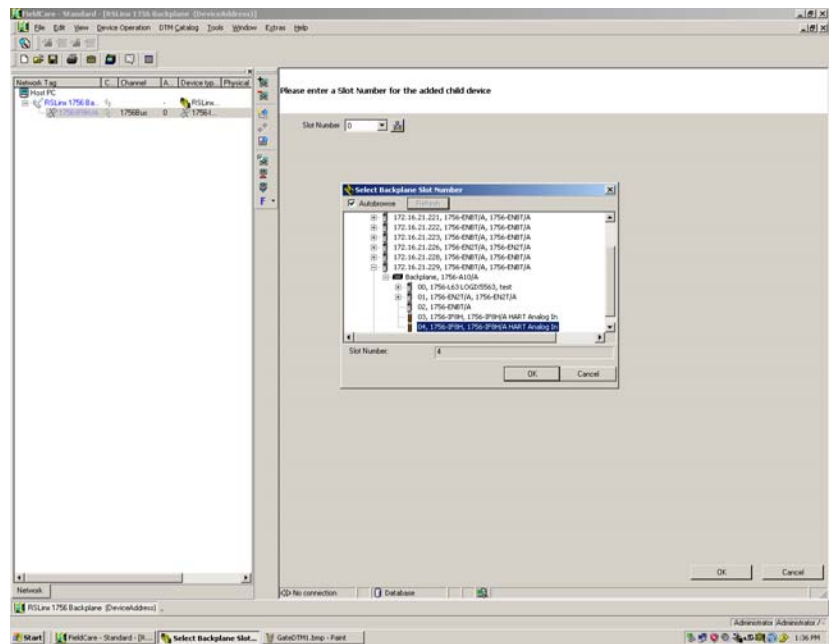 FieldCare - Standard - [RSLinx 1756 Backplane (DeviceAddress)]
File Edit View Device Operation DTM Catalog Tools Window Extras Help
Network Tag C... Channel A... Device typ... Physical
Host PC
RSLinx 1756 Ba... - RSLinx...
1756Bus 0 1756-I...
Please enter a Slot Number for the added child device
Slot Number 0
Select Backplane Slot Number
Autobrowse Refresh
172.16.21.221, 1756-ENBT/A, 1756-ENBT/A
172.16.21.222, 1756-ENBT/A, 1756-ENBT/A
172.16.21.223, 1756-ENBT/A, 1756-ENBT/A
172.16.21.226, 1756-EN2T/A, 1756-EN2T/A
172.16.21.228, 1756-ENBT/A, 1756-ENBT/A
172.16.21.229, 1756-ENBT/A, 1756-ENBT/A
Backplane, 1756-A10/A
00, 1756-L63 LOGIX5563, test
01, 1756-EN2T/A, 1756-EN2T/A
02, 1756-ENBT/A
03, 1756-IF8H, 1756-IF8H/A HART Analog In
04, 1756-IF8H, 1756-IF8H/A HART Analog In
Slot Number: 4
OK Cancel
OK Cancel
Network
No connection Database
RSLinx 1756 Backplane (DeviceAddress)
Administrator Administrator / -
Start FieldCare - Standard - [R... Select Backplane Slot... GateDTM1.bmp - Paint 1:36 PM